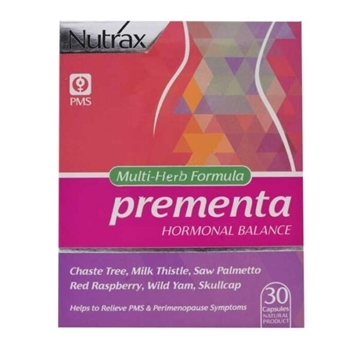 Nutrax
PMS
Multi-Herb Formula
prementa
HORMONAL BALANCE
Chaste Tree, Milk Thistle, Saw Palmetto
Red Raspberry, Wild Yam, Skullcap
Helps to Relieve PMS & Perimenopause Symptoms
30
Capsules
NATURAL
PRODUCT